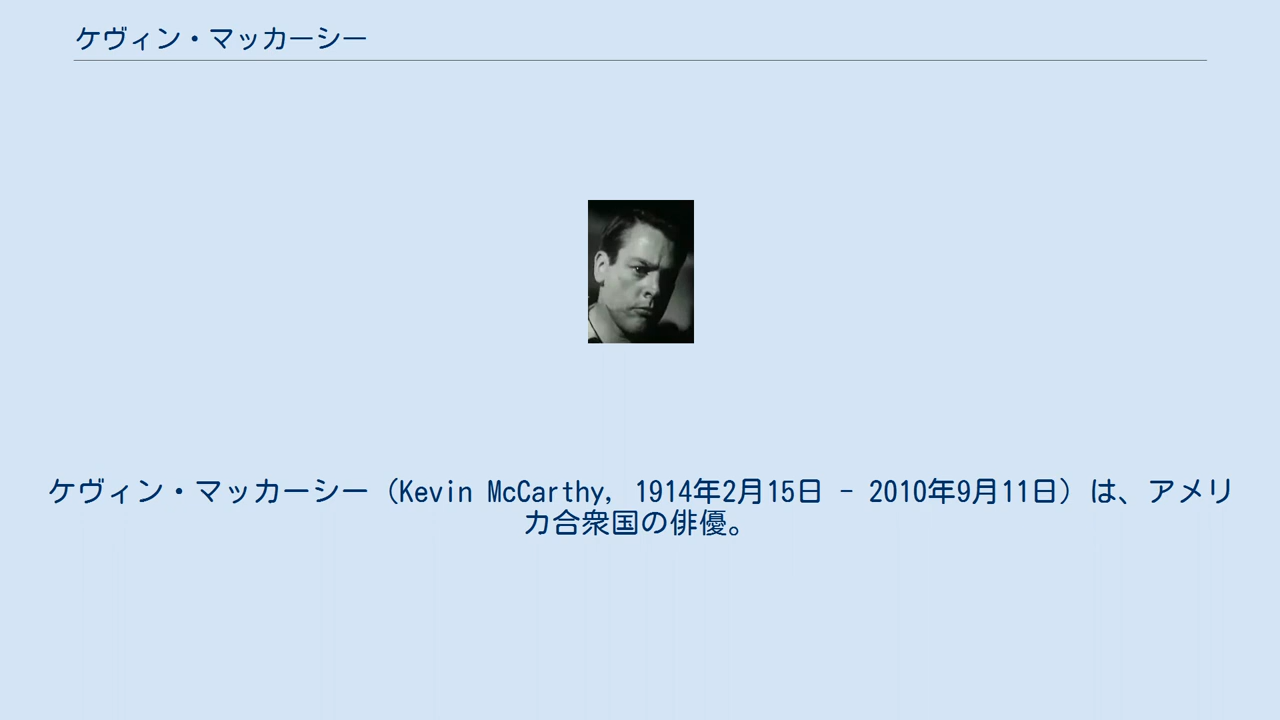 ケヴィン・マッカーシー
ケヴィン・マッカーシー（Kevin McCarthy, 1914年2月15日 - 2010年9月11日）は、アメリ
カ合衆国の俳優。